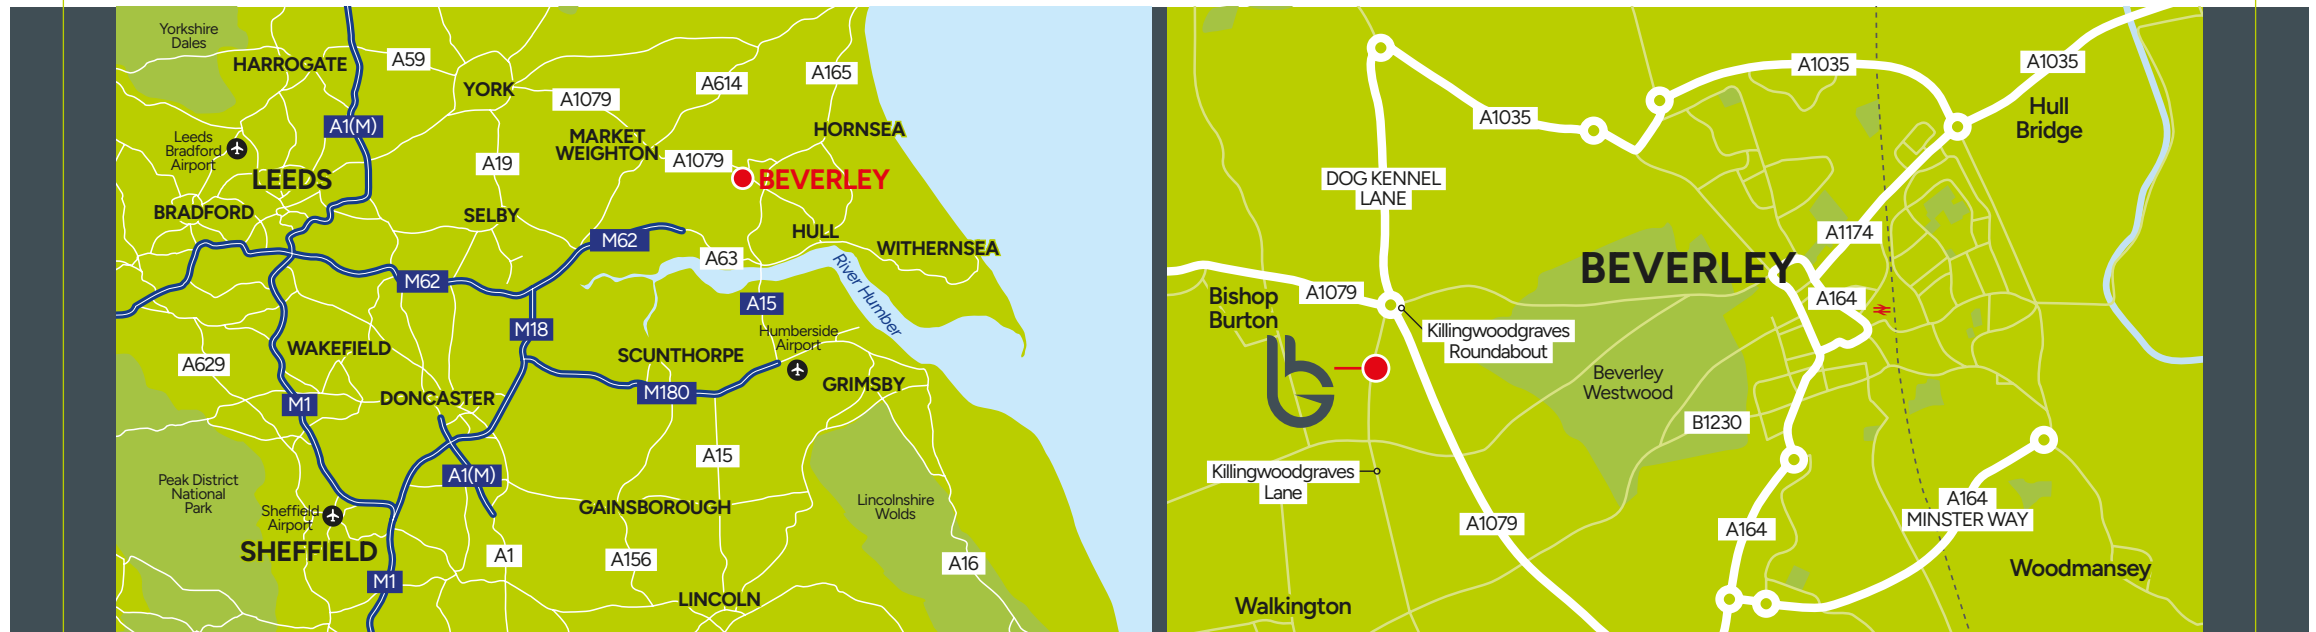 Yorkshire
Dales
HARROGATE
A59
YORK
A614
A165
A1079
A1(M)
MARKET
WEIGHTON
HORNSEA
Leeds
Bradford
Airport
A19
A1079
LEEDS
BEVERLEY
BRADFORD
SELBY
M62
HULL
WITHERNSEA
A63
River Humber
M62
A15
M18
Humberside
Airport
WAKEFIELD
SCUNTHORPE
A629
GRIMSBY
M180
M1
DONCASTER
A15
A1(M)
Peak District
National
Park
Sheffield
Airport
GAINSBOROUGH
Lincolnshire
Wolds
SHEFFIELD
A1
A156
A16
M1
LINCOLN
A1035
A1035
A1035
Hull
Bridge
DOG KENNEL
LANE
A1174
BEVERLEY
A1079
Bishop
Burton
A164
Killingwoodgraves
Roundabout
Beverley
Westwood
B1230
Killingwoodgraves
Lane
A1079
A164
A164
MINSTER WAY
Woodmansey
Walkington